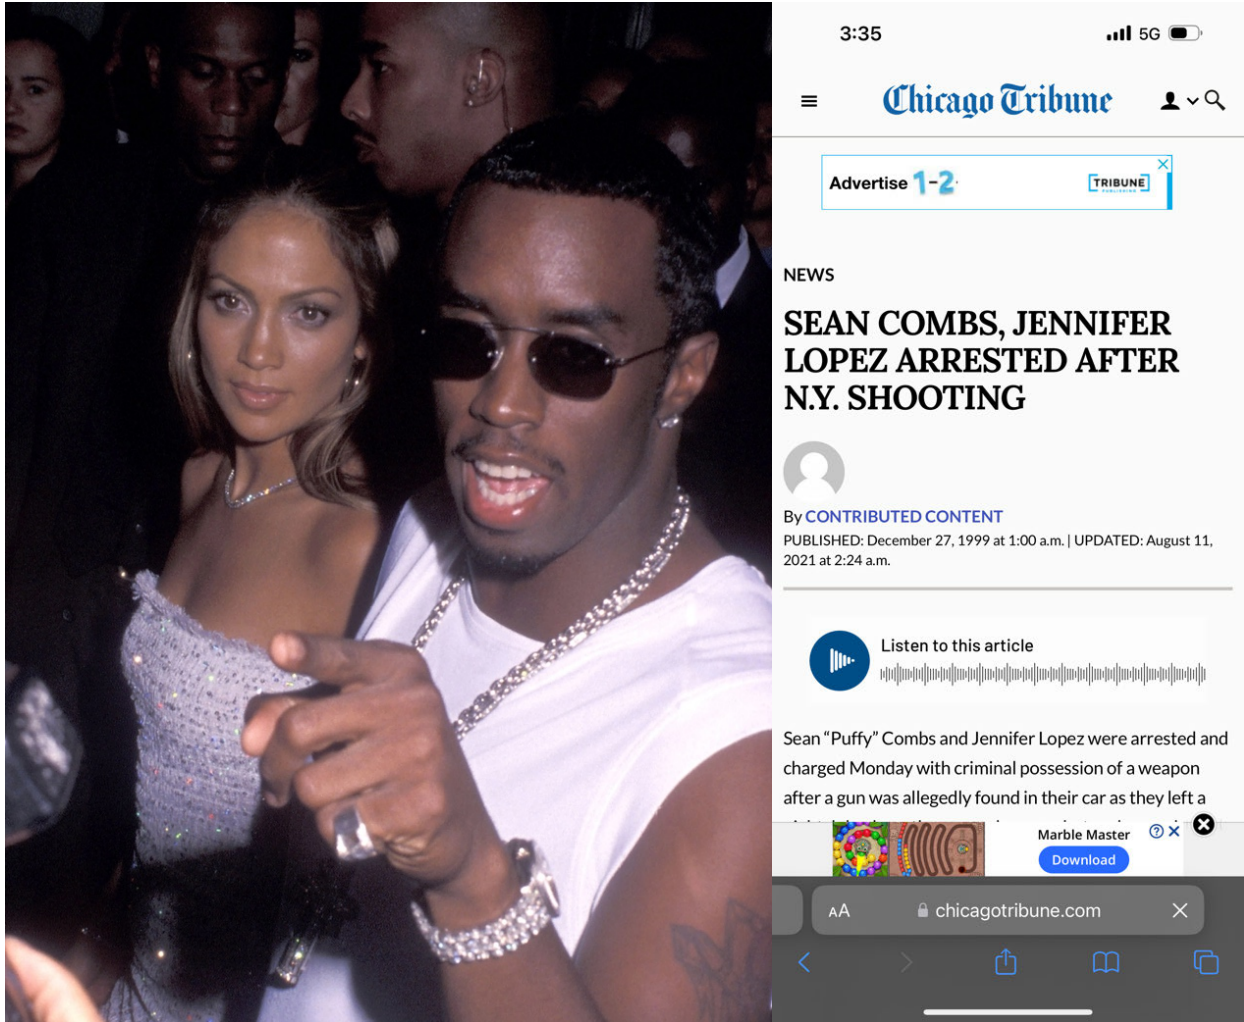 3:35
5G
Chicago Tribune
Advertise 1-2
TRIBUNE
PUBLISHING
NEWS
SEAN COMBS, JENNIFER
LOPEZ ARRESTED AFTER
N.Y. SHOOTING
By CONTRIBUTED CONTENT
PUBLISHED: December 27, 1999 at 1:00 a.m. | UPDATED: August 11,
2021 at 2:24 a.m.
Listen to this article
Sean “Puffy” Combs and Jennifer Lopez were arrested and
charged Monday with criminal possession of a weapon
after a gun was allegedly found in their car as they left a
Marble Master
Download
AA
chicagotribune.com